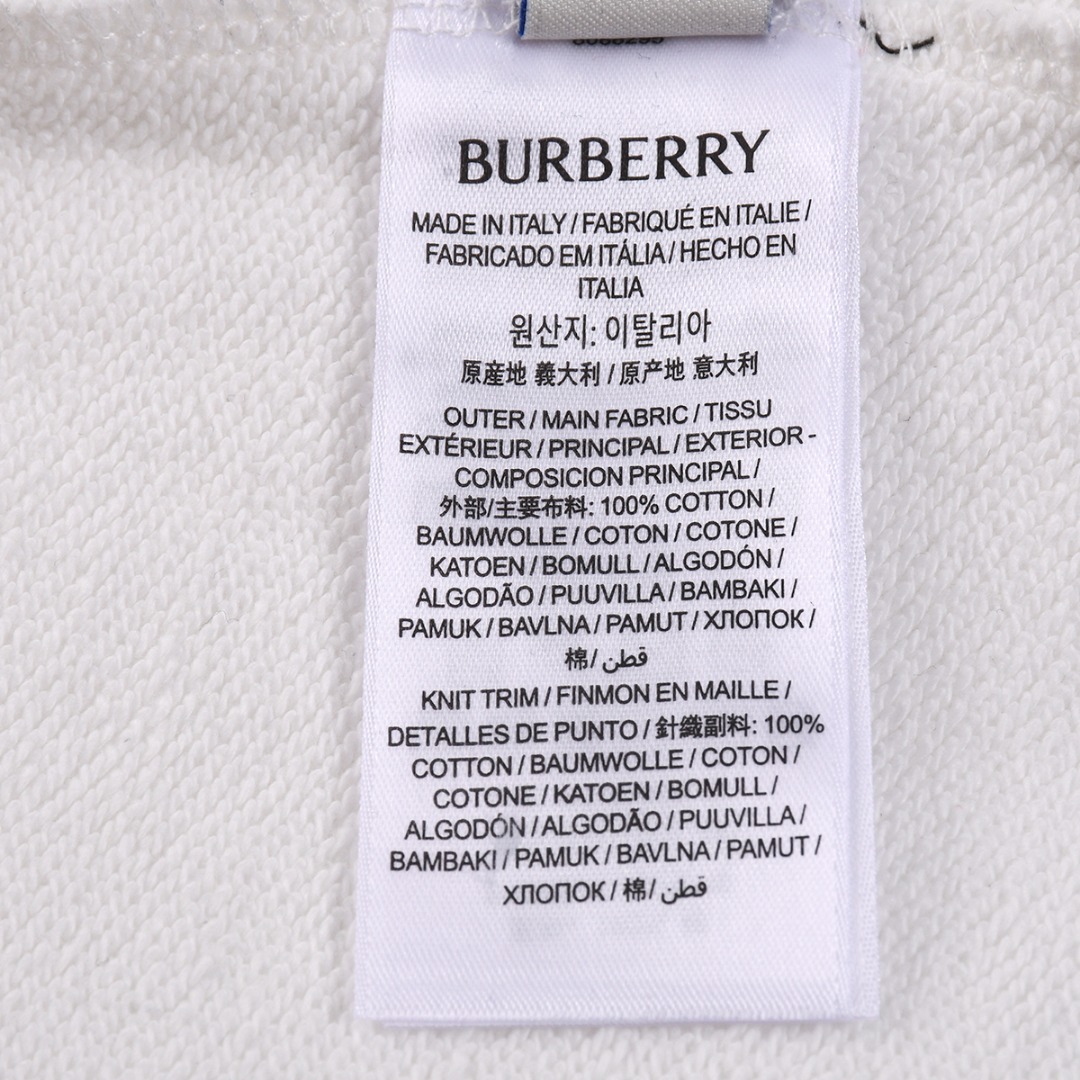 BURBERRY
MADE IN ITALY / FABRIQUÉ EN ITALIE /
FABRICADO EM ITÁLIA / HECHO EN
ITALIA
원산지: 이탈리아
原産地 義大利 / 原产地 意大利
OUTER / MAIN FABRIC / TISSU
EXTÉRIEUR / PRINCIPAL / EXTERIOR -
COMPOSICION PRINCIPAL /
外部/主要布料: 100% COTTON /
BAUMWOLLE / COTON / COTONE /
KATOEN / BOMULL / ALGODÓN /
ALGODÃO / PUUVILLA / BAMBAKI /
PAMUK / BAVLNA / PAMUT / ХЛОПОК /
棉 / قطن
KNIT TRIM / FINMON EN MAILLE /
DETALLES DE PUNTO / 針織副料: 100%
COTTON / BAUMWOLLE / COTON /
COTONE / KATOEN / BOMULL /
ALGODÓN / ALGODÃO / PUUVILLA /
BAMBAKI / PAMUK / BAVLNA / PAMUT /
ХЛОПОК / 棉 / قطن